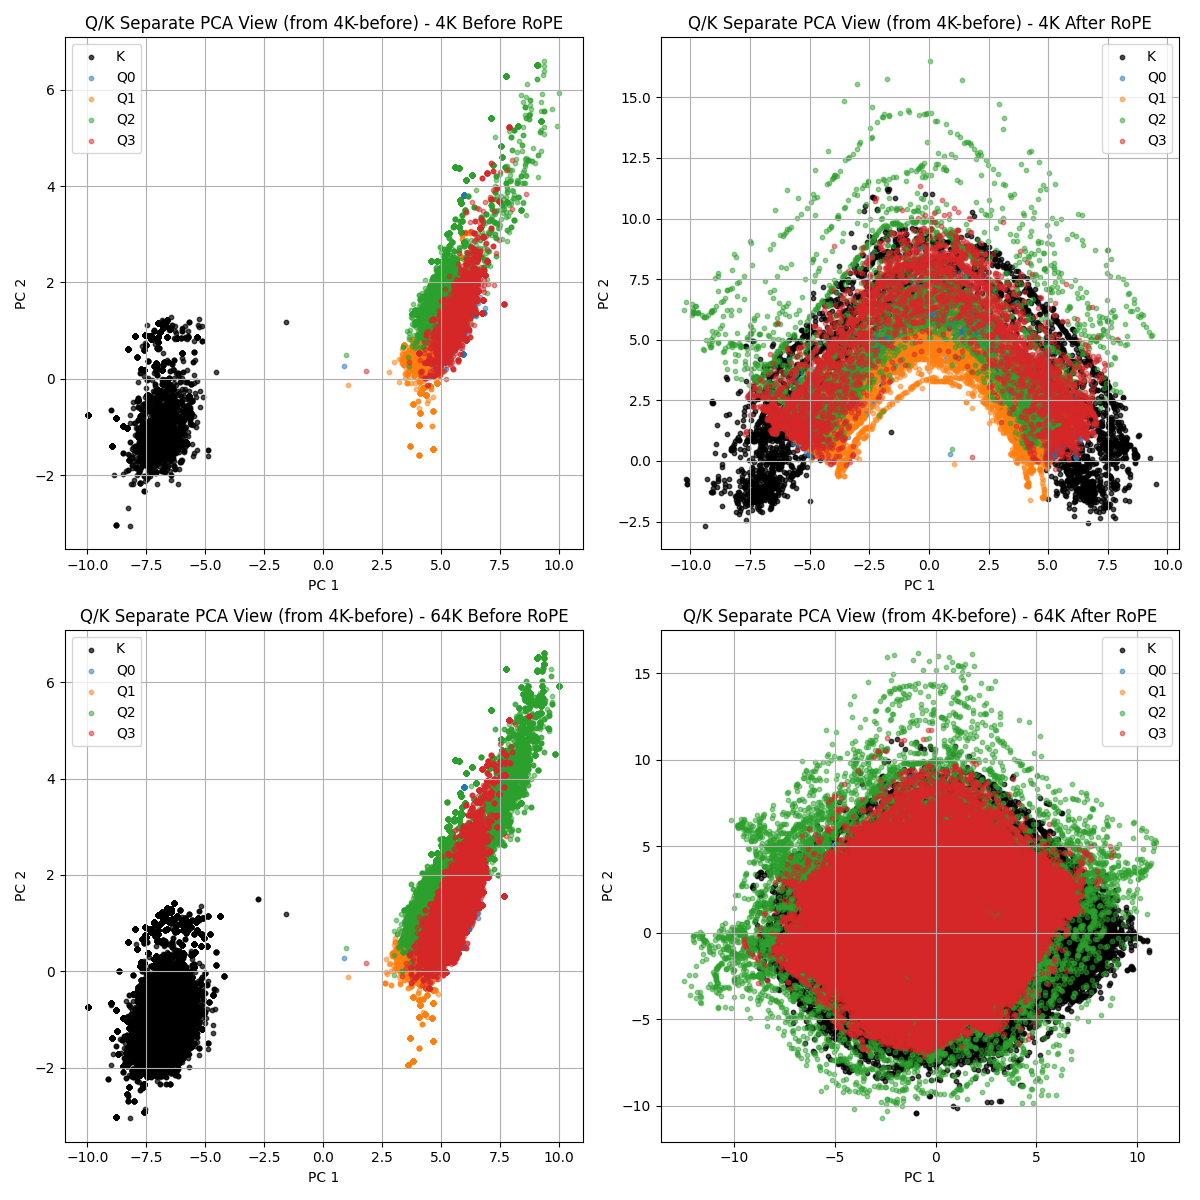 Q/K Separate PCA View (from 4K-before) - 4K Before RoPE
K
Q0
Q1
Q2
Q3
6
4
2
0
−2
PC 2
−10.0 −7.5 −5.0 −2.5 0.0 2.5 5.0 7.5 10.0
PC 1
Q/K Separate PCA View (from 4K-before) - 4K After RoPE
K
Q0
Q1
Q2
Q3
15.0
12.5
10.0
7.5
5.0
2.5
0.0
−2.5
PC 2
−10.0 −7.5 −5.0 −2.5 0.0 2.5 5.0 7.5 10.0
PC 1
Q/K Separate PCA View (from 4K-before) - 64K Before RoPE
K
Q0
Q1
Q2
Q3
6
4
2
0
−2
PC 2
−10.0 −7.5 −5.0 −2.5 0.0 2.5 5.0 7.5 10.0
PC 1
Q/K Separate PCA View (from 4K-before) - 64K After RoPE
K
Q0
Q1
Q2
Q3
15
10
5
0
−5
−10
PC 2
−10 −5 0 5 10
PC 1